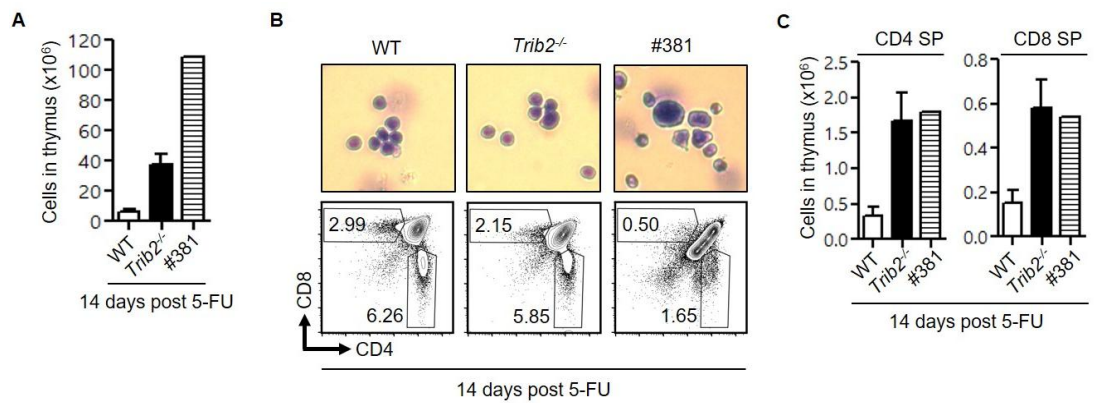 A
Cells in thymus (x10⁶)
120
100
80
60
40
20
0
WT
Trib2-/-
#381
14 days post 5-FU
B
WT
Trib2-/-
#381
2.99
6.26
2.15
5.85
0.50
1.65
CD8
CD4
14 days post 5-FU
C
CD4 SP
CD8 SP
Cells in thymus (x10⁶)
2.5
2.0
1.5
1.0
0.5
0.0
0.8
0.6
0.4
0.2
0.0
WT
Trib2-/-
#381
WT
Trib2-/-
#381
14 days post 5-FU